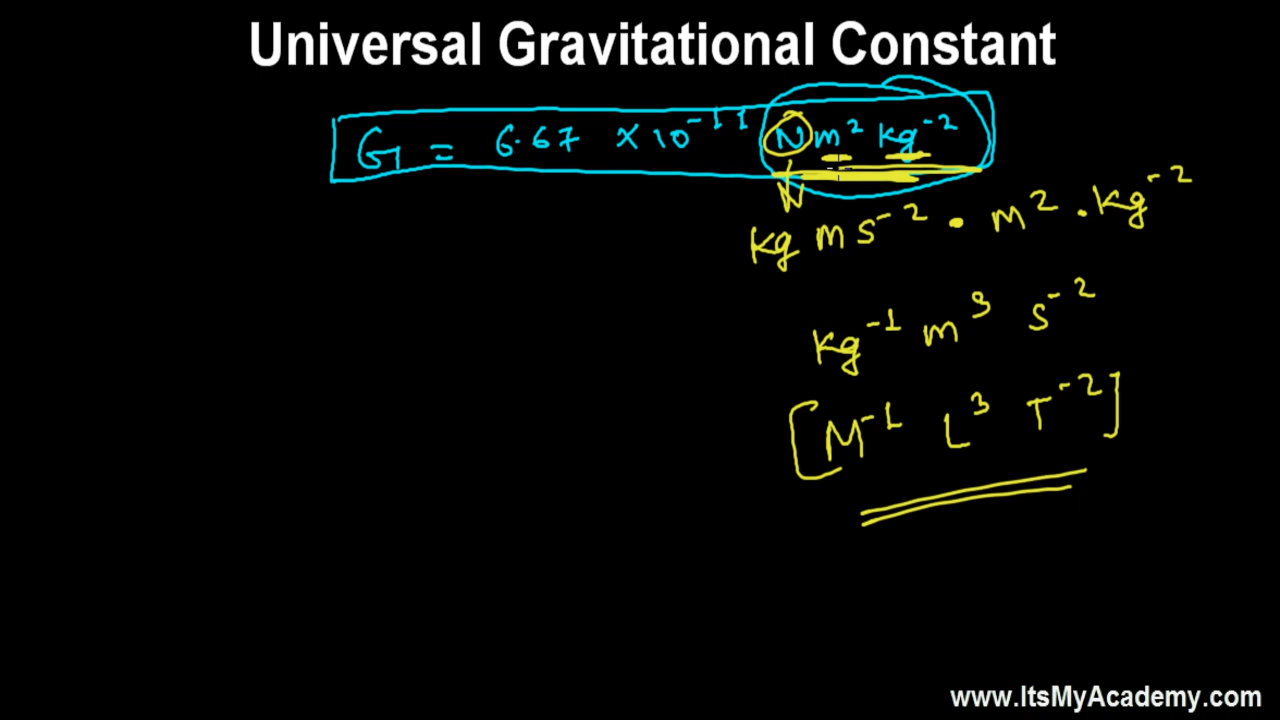 Universal Gravitational Constant
G = 6.67 × 10⁻¹¹ N m² kg⁻²
N
kg m s⁻² · m² · kg⁻²
kg⁻¹ m³ s⁻²
[M⁻¹ L³ T⁻²]
www.ItsMyAcademy.com